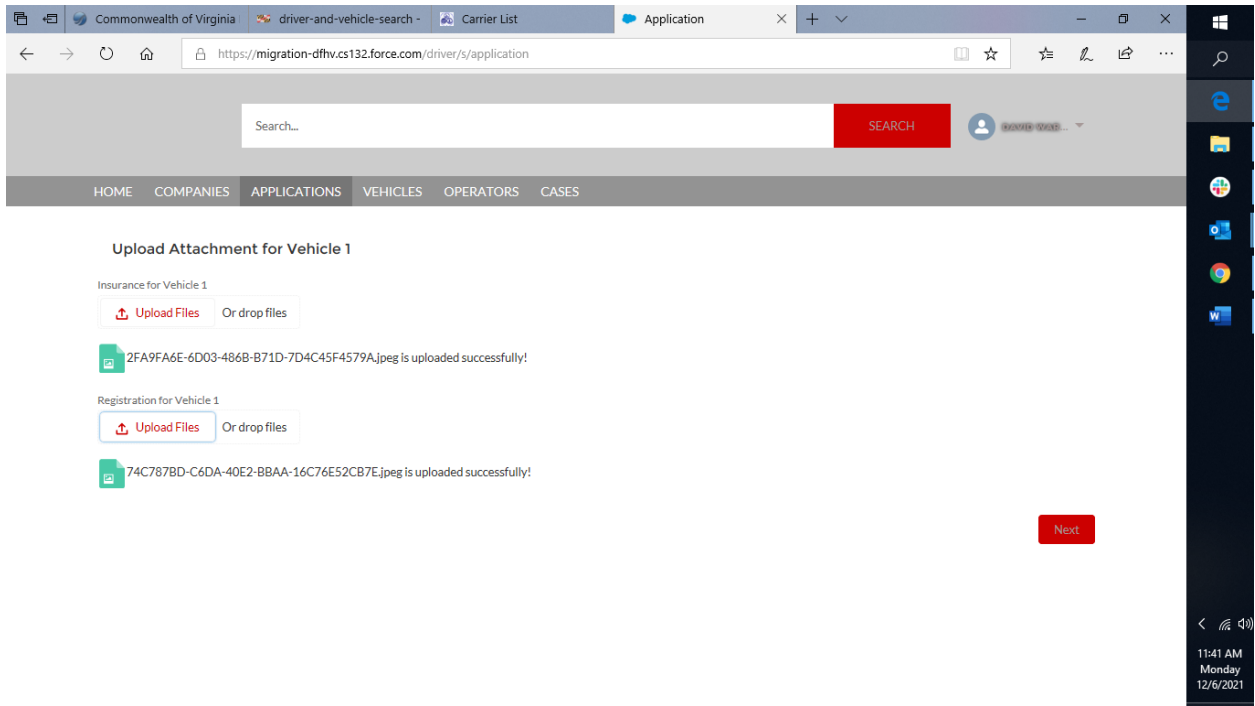 Commonwealth of Virginia
driver-and-vehicle-search -
Carrier List
Application
https://migration-dfhv.cs132.force.com/driver/s/application
Search...
SEARCH
HOME
COMPANIES
APPLICATIONS
VEHICLES
OPERATORS
CASES
Upload Attachment for Vehicle 1
Insurance for Vehicle 1
Upload Files
Or drop files
2FA9FA6E-6D03-486B-B71D-7D4C45F4579A.jpeg is uploaded successfully!
Registration for Vehicle 1
Upload Files
Or drop files
74C787BD-C6DA-40E2-BBAA-16C76E52CB7E.jpeg is uploaded successfully!
Next
11:41 AM
Monday
12/6/2021